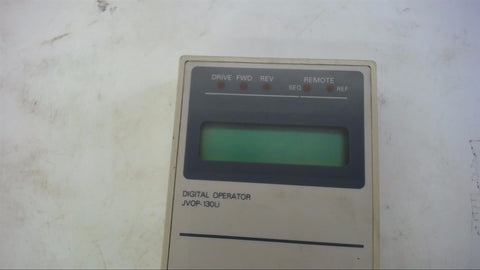 DRIVE FWD REV REMOTE
SEQ REF
DIGITAL OPERATOR
JVOP-130U